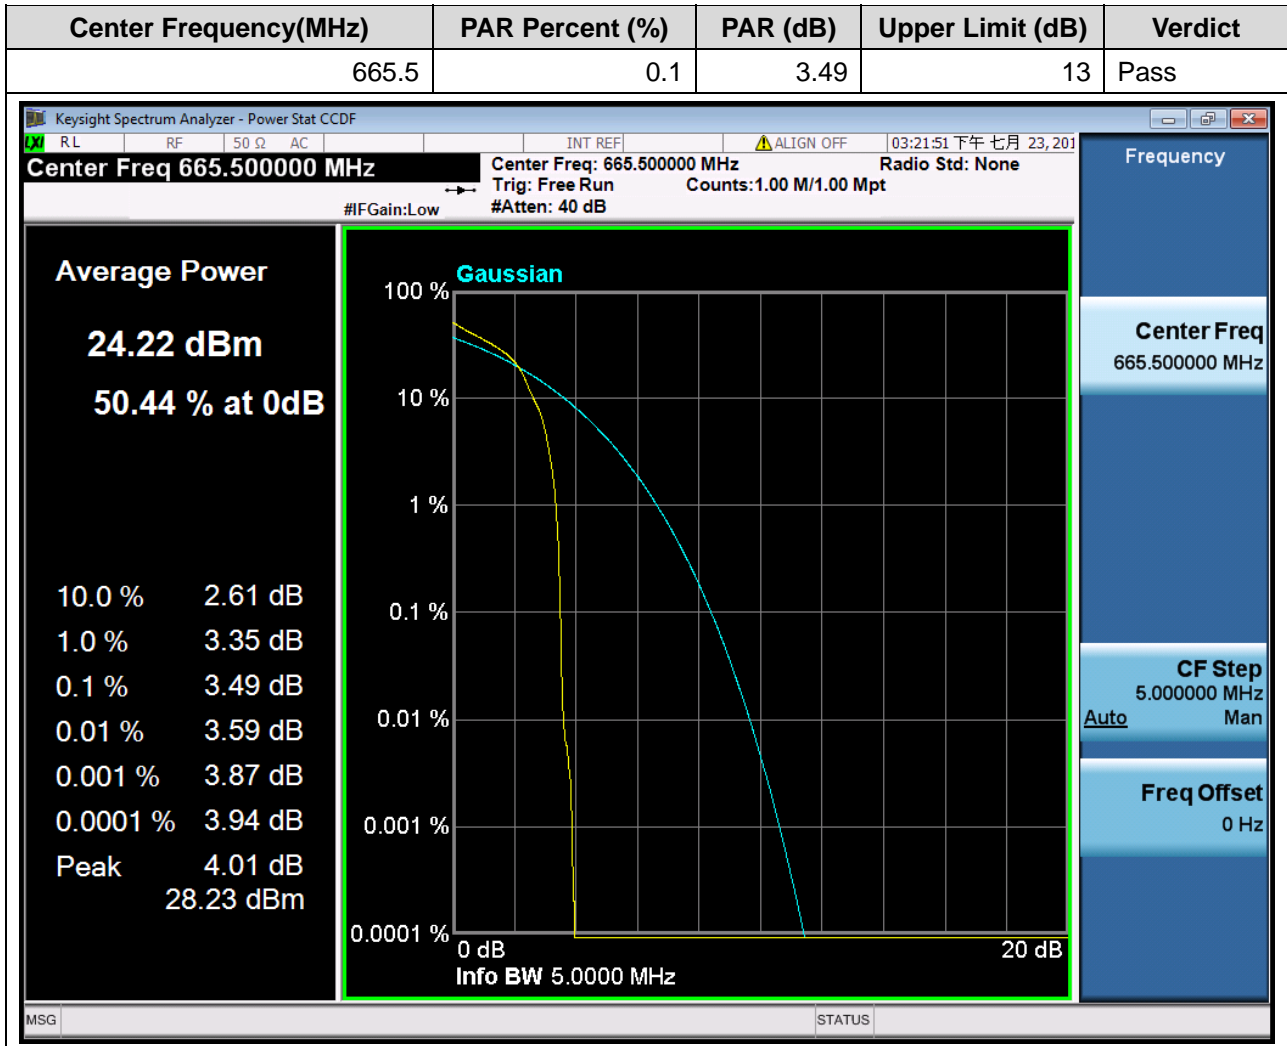 Center Frequency(MHz) PAR Percent (%) PAR (dB) Upper Limit (dB) Verdict
665.5 0.1 3.49 13 Pass
Keysight Spectrum Analyzer - Power Stat CCDF
LXI RL RF 50 Ω AC INT REF ALIGN OFF 03:21:51 下午 七月 23, 201
Center Freq 665.500000 MHz
Center Freq: 665.500000 MHz Radio Std: None
Trig: Free Run Counts:1.00 M/1.00 Mpt
#IFGain:Low #Atten: 40 dB
Average Power
24.22 dBm
50.44 % at 0dB
10.0 % 2.61 dB
1.0 % 3.35 dB
0.1 % 3.49 dB
0.01 % 3.59 dB
0.001 % 3.87 dB
0.0001 % 3.94 dB
Peak 4.01 dB
28.23 dBm
Gaussian
100 %
10 %
1 %
0.1 %
0.01 %
0.001 %
0.0001 %
0 dB 20 dB
Info BW 5.0000 MHz
Frequency
Center Freq
665.500000 MHz
CF Step
5.000000 MHz
Auto Man
Freq Offset
0 Hz
MSG STATUS